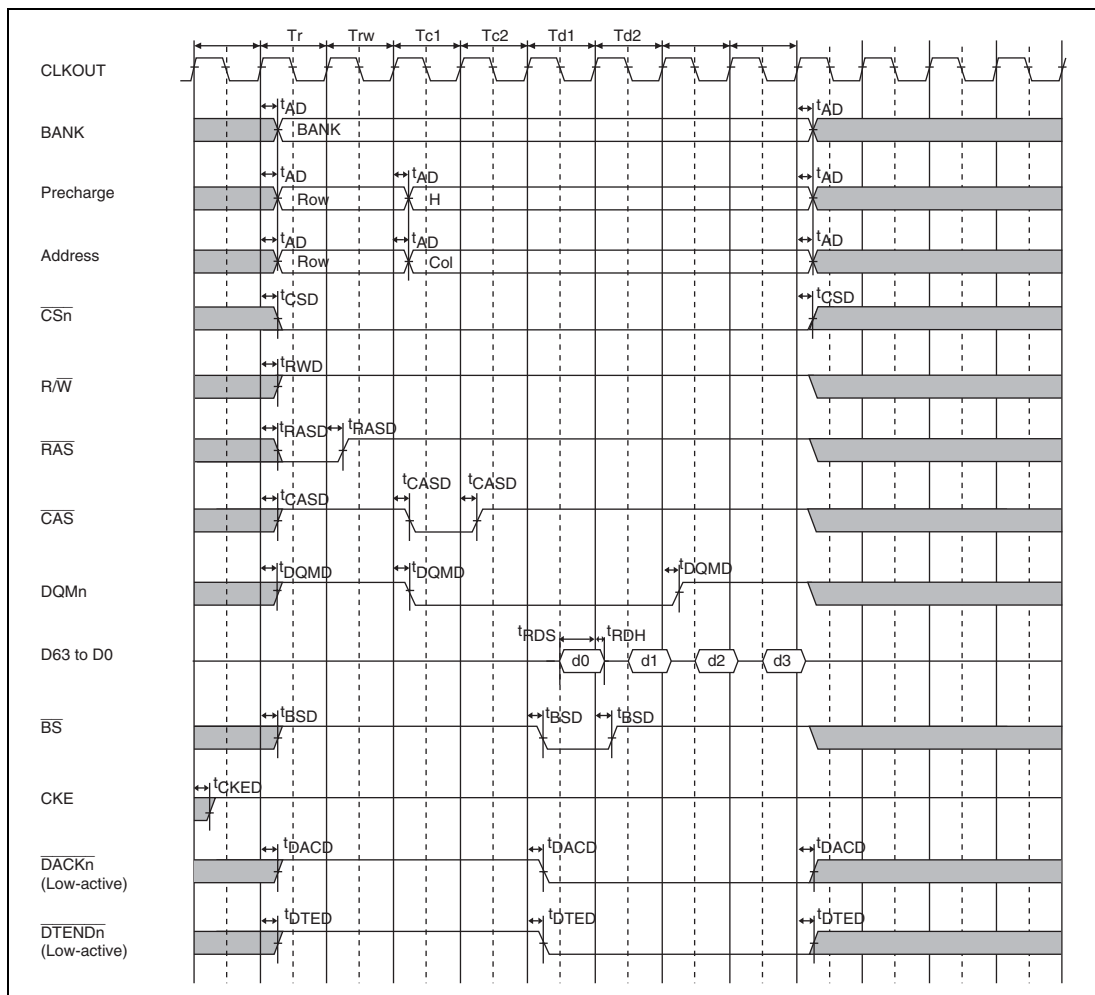 Tr Trw Tc1 Tc2 Td1 Td2
CLKOUT
tAD tAD
BANK BANK
tAD tAD tAD
Precharge Row H
tAD tAD tAD
Address Row Col
CSn tCSD tCSD
R/W tRWD
RAS tRASD tRASD
CAS tCASD tCASD tCASD
DQMn tDQMD tDQMD tDQMD
tRDS tRDH
D63 to D0 d0 d1 d2 d3
BS tBSD tBSD tBSD
CKE tCKED
DACKn tDACD tDACD tDACD
(Low-active)
DTENDn tDTED tDTED tDTED
(Low-active)